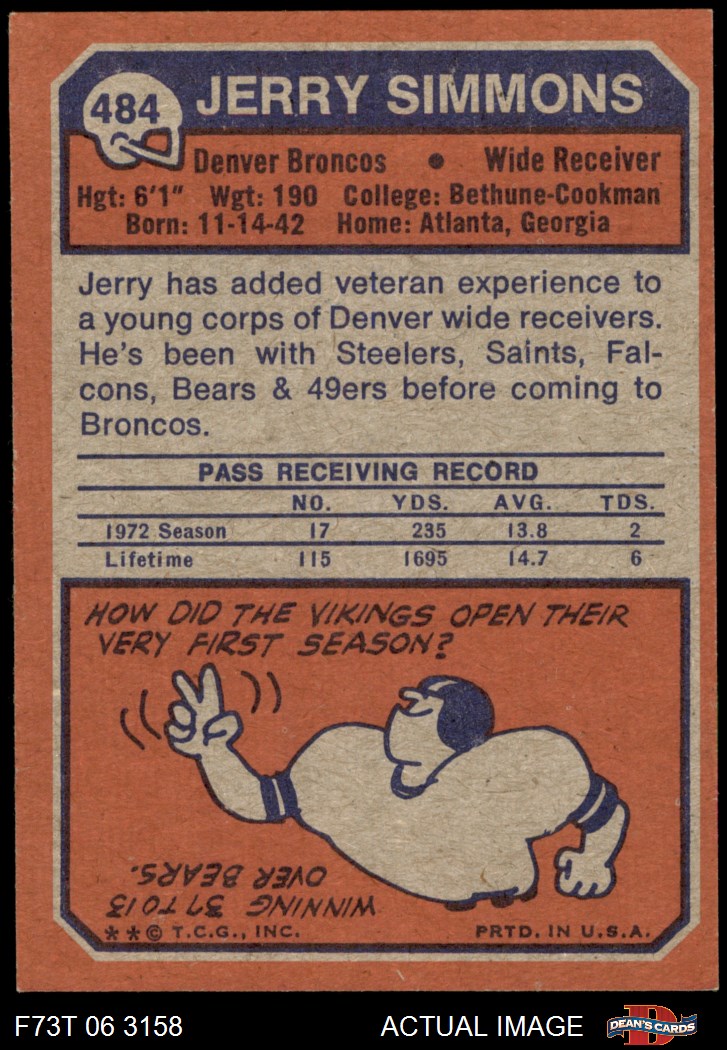 484 JERRY SIMMONS
Denver Broncos • Wide Receiver
Hgt: 6'1" Wgt: 190 College: Bethune-Cookman
Born: 11-14-42 Home: Atlanta, Georgia
Jerry has added veteran experience to
a young corps of Denver wide receivers.
He's been with Steelers, Saints, Fal-
cons, Bears & 49ers before coming to
Broncos.
PASS RECEIVING RECORD
NO. YDS. AVG. TDS.
1972 Season 17 235 13.8 2
Lifetime 115 1695 14.7 6
HOW DID THE VIKINGS OPEN THEIR
VERY FIRST SEASON?
WINNING 37 TO 13
OVER BEARS.
**© T.C.G., INC. PRTD. IN U.S.A.
F73T 06 3158 ACTUAL IMAGE DEAN'S CARDS